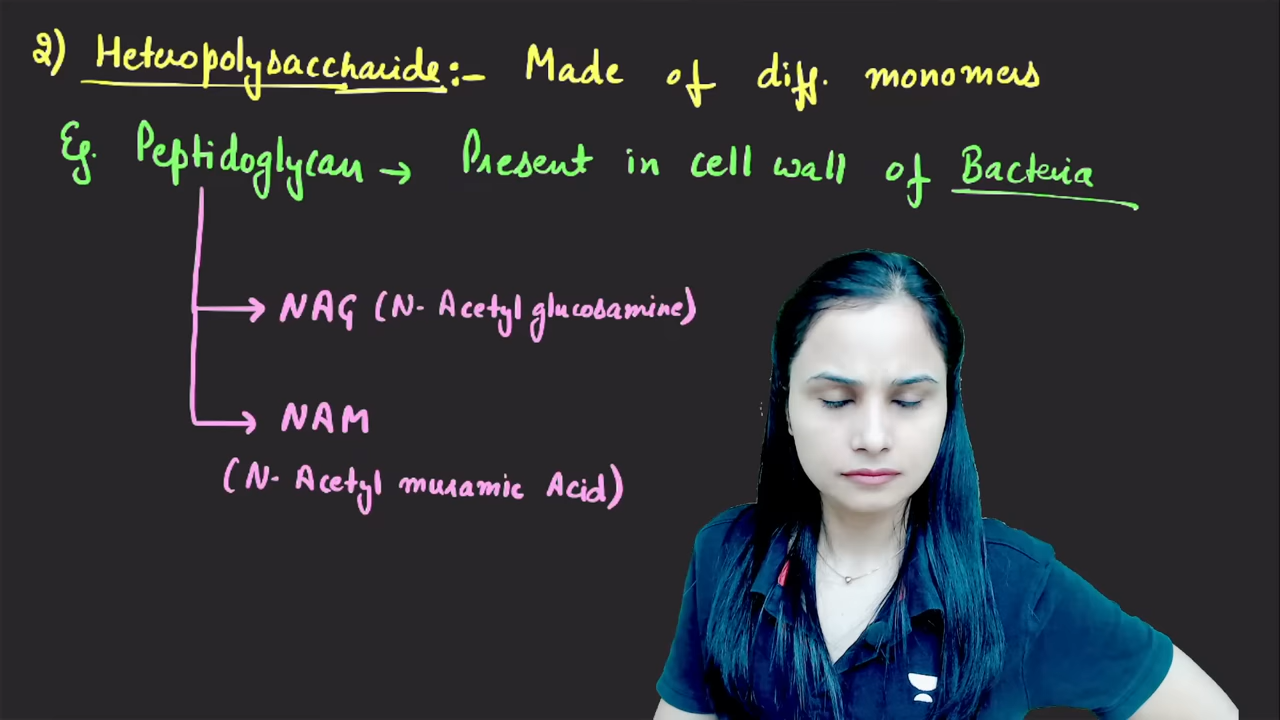 2) Heteropolysaccharide:- Made of diff. monomers
Eg. Peptidoglycan → Present in cell wall of Bacteria
NAG (N- Acetyl glucosamine)
NAM
(N- Acetyl muramic Acid)